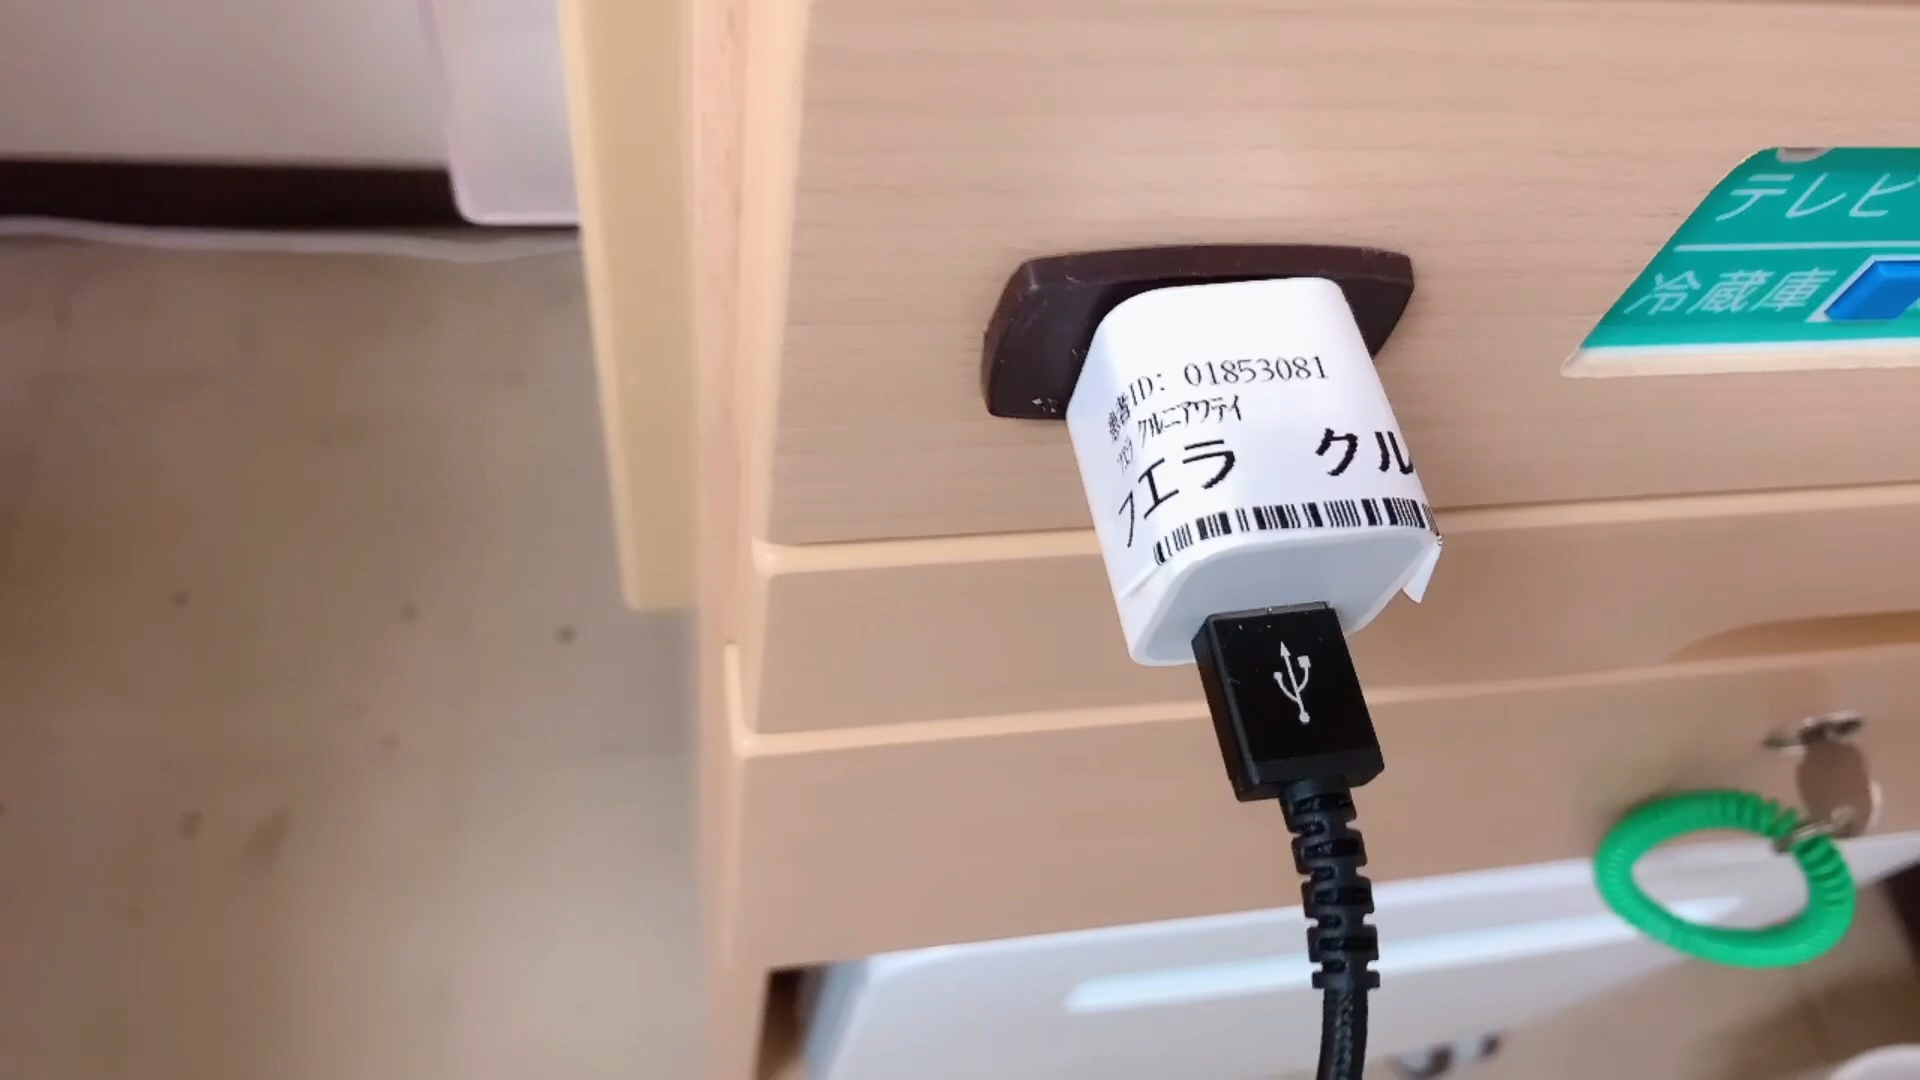 患者ID: 01853081
クルニアワテイ
フエラ
フエラ クル
テレビ
冷蔵庫